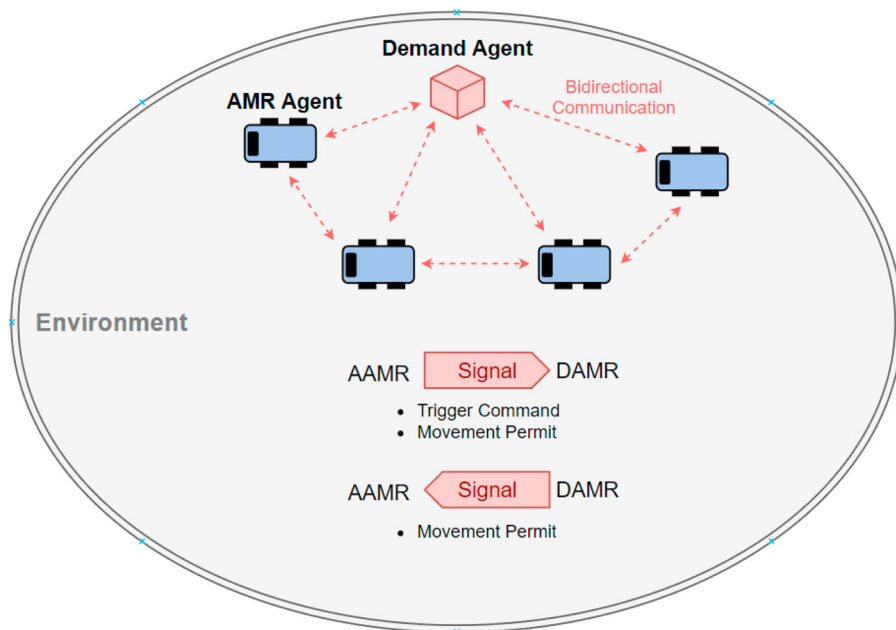 Demand Agent
Bidirectional
Communication
AMR Agent
Environment
AAMR Signal DAMR
• Trigger Command
• Movement Permit
AAMR Signal DAMR
• Movement Permit